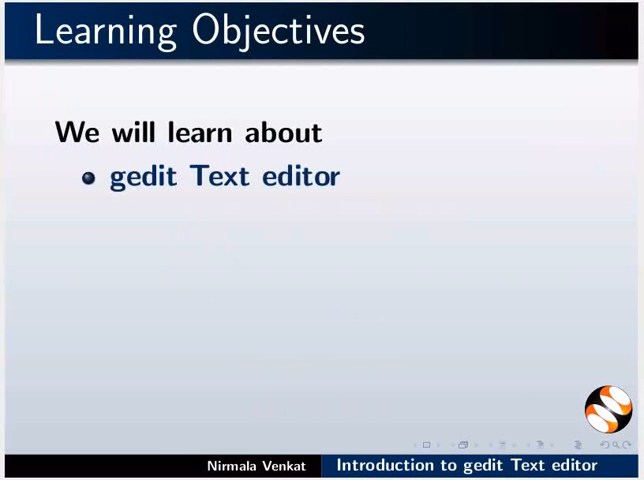 Learning Objectives
We will learn about
gedit Text editor
Nirmala Venkat
Introduction to gedit Text editor